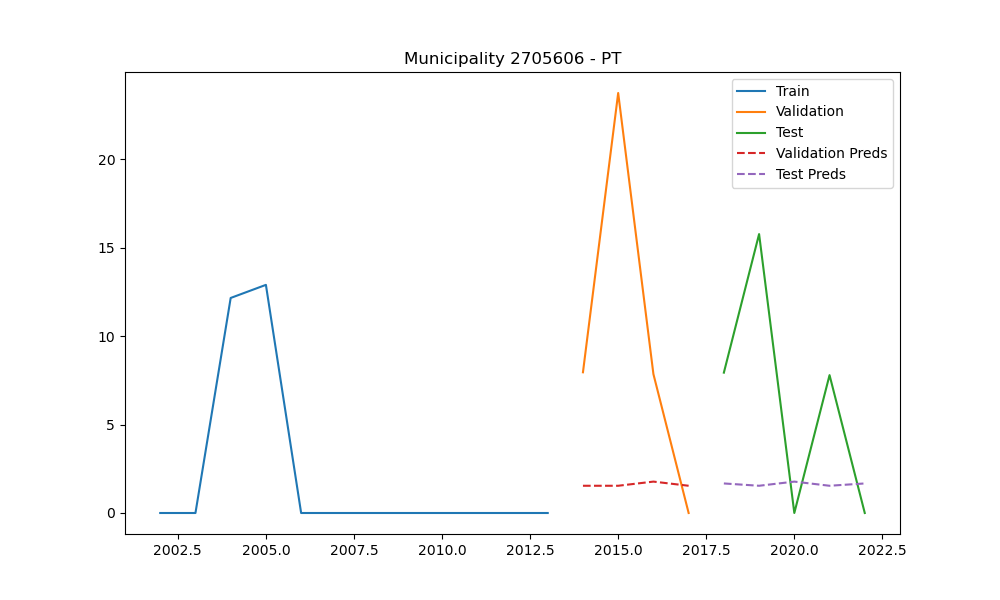 Municipality 2705606 - PT
Train
Validation
Test
Validation Preds
Test Preds
20
15
10
5
0
2002.5 2005.0 2007.5 2010.0 2012.5 2015.0 2017.5 2020.0 2022.5